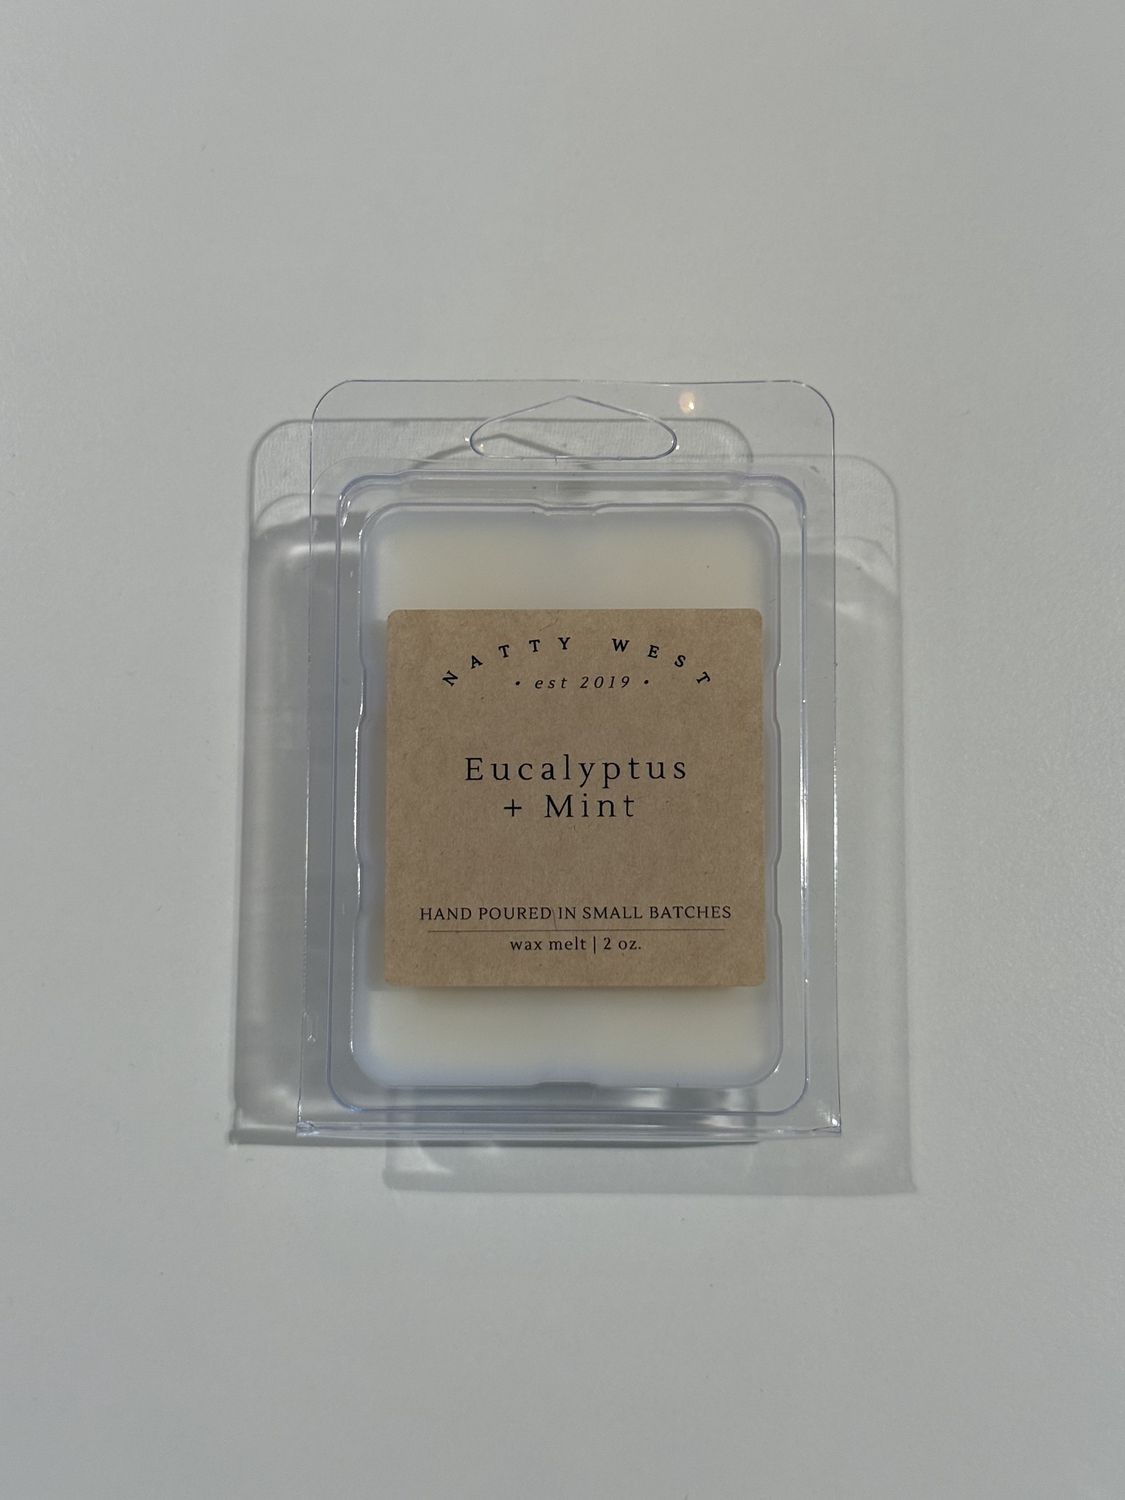 NATTY WEST
• est 2019 •
Eucalyptus
+ Mint
HAND POURED IN SMALL BATCHES
wax melt | 2 oz.